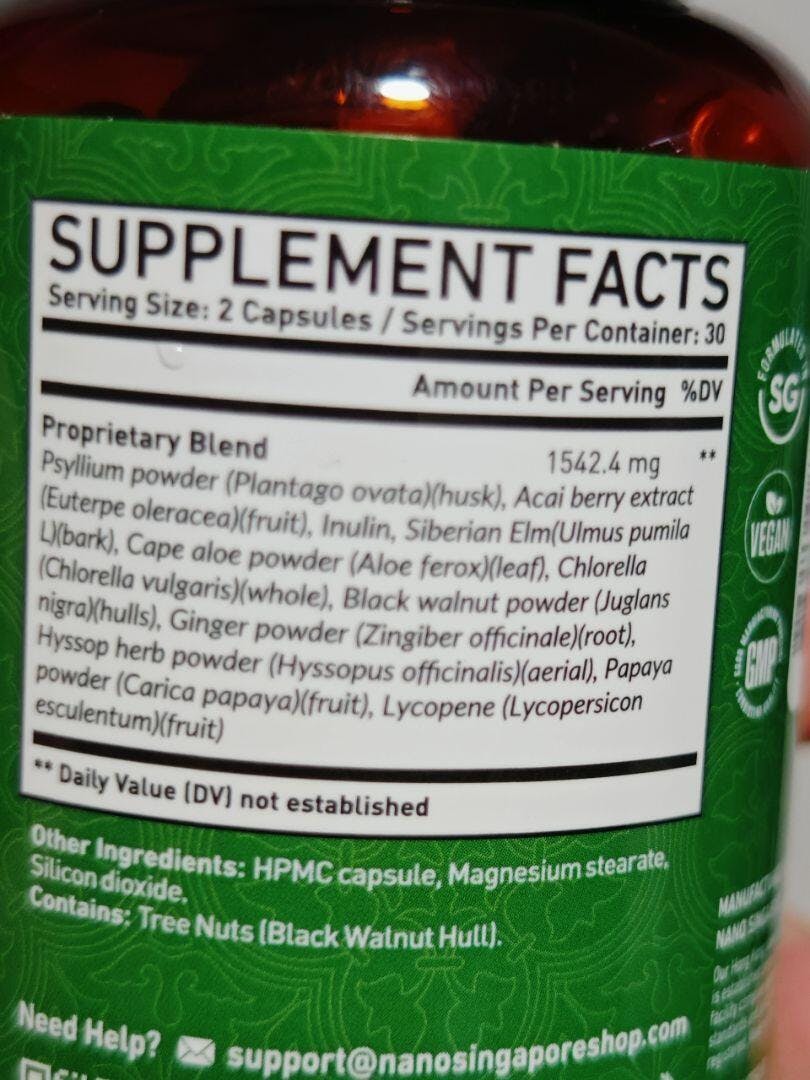 SUPPLEMENT FACTS
Serving Size: 2 Capsules / Servings Per Container: 30
Amount Per Serving %DV
Proprietary Blend 1542.4 mg **
Psyllium powder (Plantago ovata)(husk), Acai berry extract
(Euterpe oleracea)(fruit), Inulin, Siberian Elm(Ulmus pumila
L)(bark), Cape aloe powder (Aloe ferox)(leaf), Chlorella
(Chlorella vulgaris)(whole), Black walnut powder (Juglans
nigra)(hulls), Ginger powder (Zingiber officinale)(root),
Hyssop herb powder (Hyssopus officinalis)(aerial), Papaya
powder (Carica papaya)(fruit), Lycopene (Lycopersicon
esculentum)(fruit)
** Daily Value (DV) not established
Other Ingredients: HPMC capsule, Magnesium stearate,
Silicon dioxide.
Contains: Tree Nuts (Black Walnut Hull).
Need Help? support@nanosingaporeshop.com
SG
VEGAN
GMP